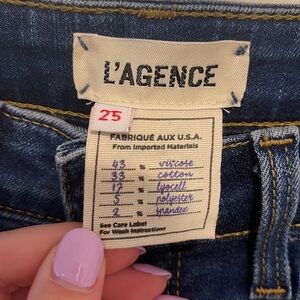 L'AGENCE
25
FABRIQUÉ AUX U.S.A.
From Imported Materials
43 % viscose
33 % cotton
17 % lyocell
5 % polyester
2 % spandex
See Care Label
For Wash Instructions